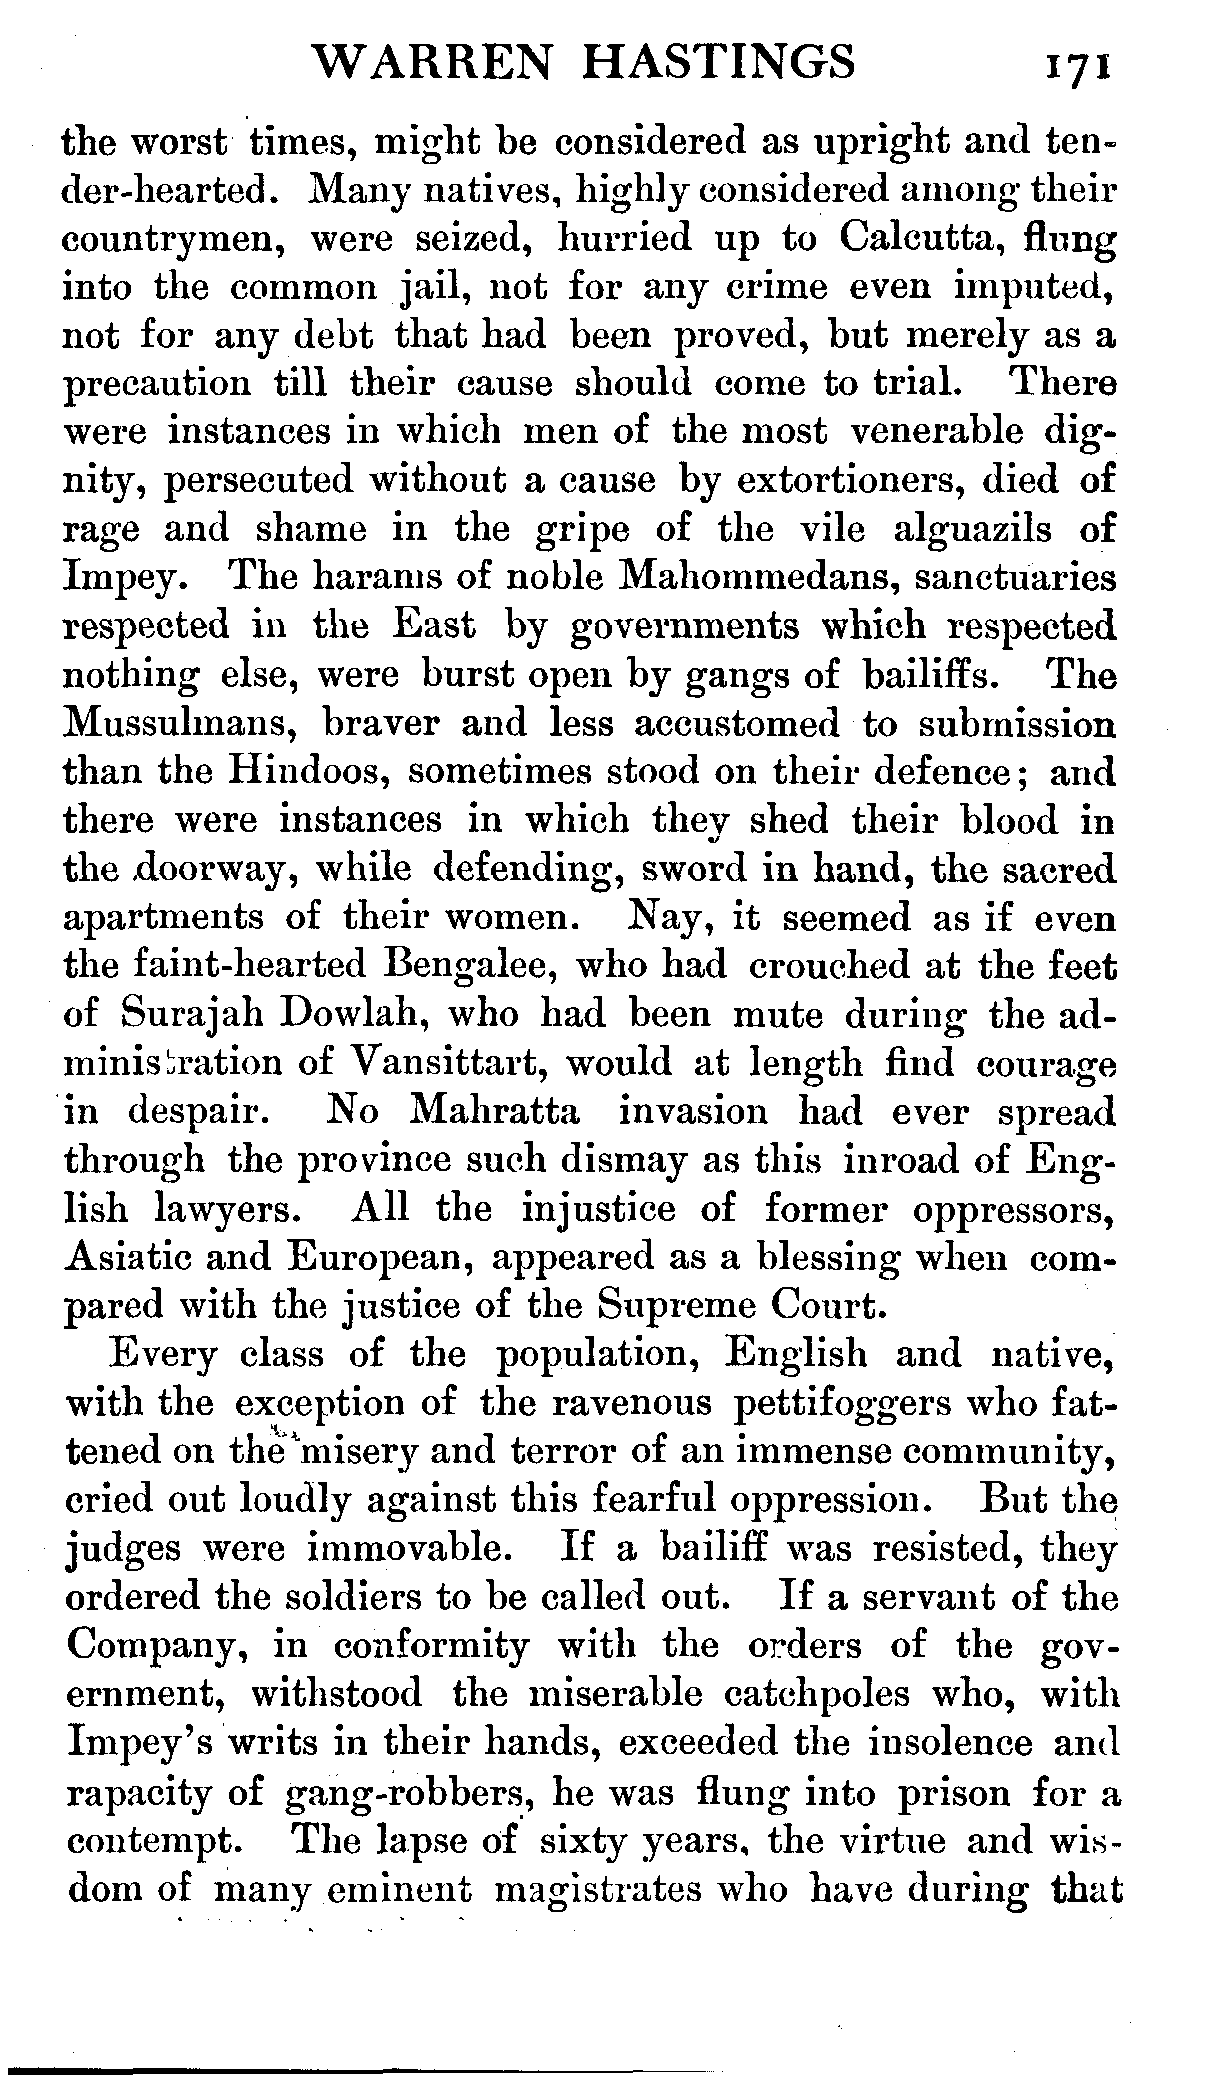 WARREN HASTINGS 171
the worst times, might be considered as upright and ten-
der-hearted. Many natives, highly considered among their
countrymen, were seized, hurried up to Calcutta, flung
into the common jail, not for any crime even imputed,
not for any debt that had been proved, but merely as a
precaution till their cause should come to trial. There
were instances in which men of the most venerable dig-
nity, persecuted without a cause by extortioners, died of
rage and shame in the gripe of the vile alguazils of
Impey. The harams of noble Mahommedans, sanctuaries
respected in the East by governments which respected
nothing else, were burst open by gangs of bailiffs. The
Mussulmans, braver and less accustomed to submission
than the Hindoos, sometimes stood on their defence; and
there were instances in which they shed their blood in
the doorway, while defending, sword in hand, the sacred
apartments of their women. Nay, it seemed as if even
the faint-hearted Bengalee, who had crouched at the feet
of Surajah Dowlah, who had been mute during the ad-
ministration of Vansittart, would at length find courage
in despair. No Mahratta invasion had ever spread
through the province such dismay as this inroad of Eng-
lish lawyers. All the injustice of former oppressors,
Asiatic and European, appeared as a blessing when com-
pared with the justice of the Supreme Court.
Every class of the population, English and native,
with the exception of the ravenous pettifoggers who fat-
tened on the misery and terror of an immense community,
cried out loudly against this fearful oppression. But the
judges were immovable. If a bailiff was resisted, they
ordered the soldiers to be called out. If a servant of the
Company, in conformity with the orders of the gov-
ernment, withstood the miserable catchpoles who, with
Impey's writs in their hands, exceeded the insolence and
rapacity of gang-robbers, he was flung into prison for a
contempt. The lapse of sixty years, the virtue and wis-
dom of many eminent magistrates who have during that